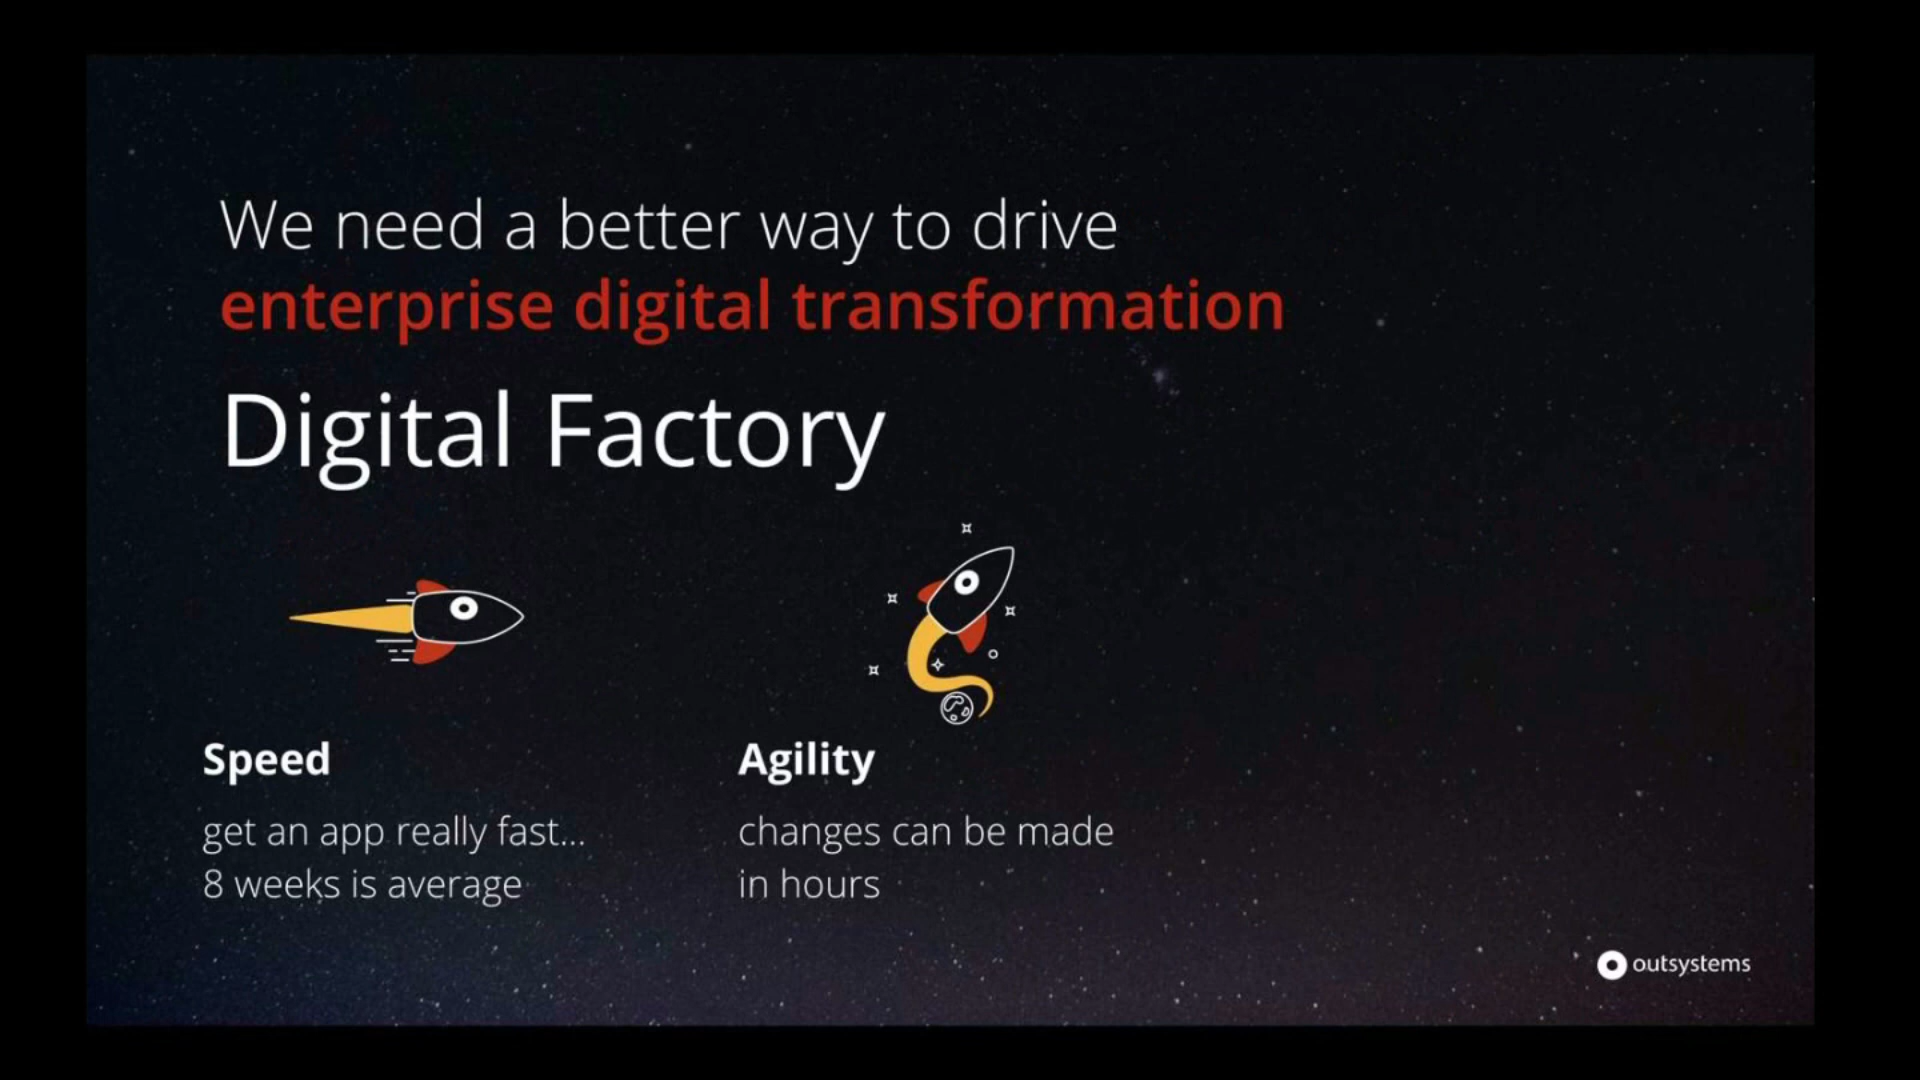 We need a better way to drive
enterprise digital transformation
Digital Factory
Speed
get an app really fast...
8 weeks is average
Agility
changes can be made
in hours
outsystems